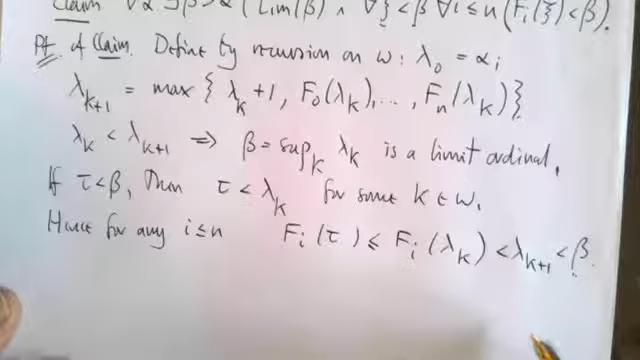 Claim ∀α ∃β>α (Lim(β) ∧ ∀ξ<β ∀i≤n (Fᵢ(ξ)<β).
Pf. of Claim. Define by recursion on ω: λ₀ = α;
λₖ₊₁ = max { λₖ+1, F₀(λₖ), ..., Fₙ(λₖ)}
λₖ < λₖ₊₁ ⇒ β = supₖ λₖ is a limit ordinal.
If τ<β, Then τ < λₖ for some k ∈ ω.
Hence for any i≤n Fᵢ(τ) ≤ Fᵢ(λₖ) < λₖ₊₁ < β.